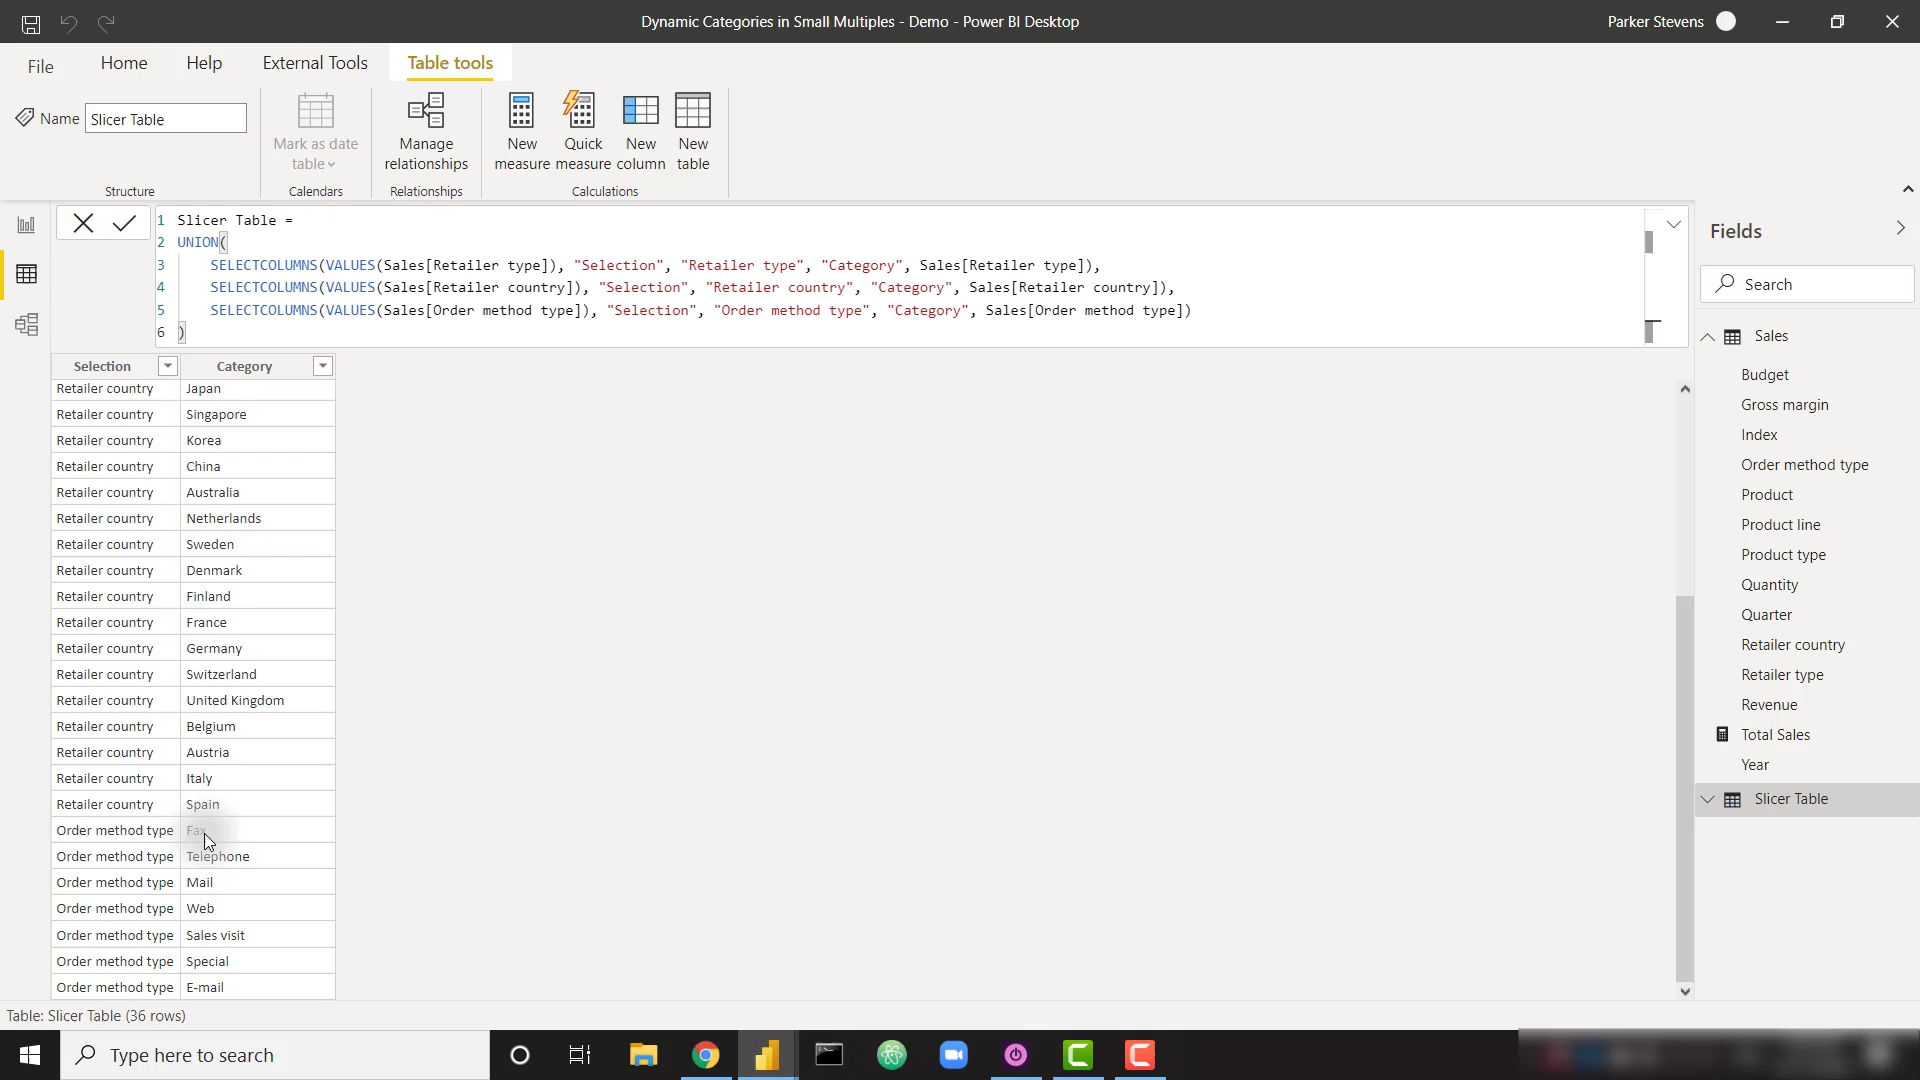 Dynamic Categories in Small Multiples - Demo - Power BI Desktop
Parker Stevens
File
Home
Help
External Tools
Table tools
Name
Slicer Table
Structure
Mark as date
table
Calendars
Manage
relationships
Relationships
New
measure
Quick
measure
New
column
New
table
Calculations
1 Slicer Table =
2 UNION(
3 SELECTCOLUMNS(VALUES(Sales[Retailer type]), "Selection", "Retailer type", "Category", Sales[Retailer type]),
4 SELECTCOLUMNS(VALUES(Sales[Retailer country]), "Selection", "Retailer country", "Category", Sales[Retailer country]),
5 SELECTCOLUMNS(VALUES(Sales[Order method type]), "Selection", "Order method type", "Category", Sales[Order method type])
6 )
Selection Category
Retailer country Japan
Retailer country Singapore
Retailer country Korea
Retailer country China
Retailer country Australia
Retailer country Netherlands
Retailer country Sweden
Retailer country Denmark
Retailer country Finland
Retailer country France
Retailer country Germany
Retailer country Switzerland
Retailer country United Kingdom
Retailer country Belgium
Retailer country Austria
Retailer country Italy
Retailer country Spain
Order method type Fax
Order method type Telephone
Order method type Mail
Order method type Web
Order method type Sales visit
Order method type Special
Order method type E-mail
Fields
Search
Sales
Budget
Gross margin
Index
Order method type
Product
Product line
Product type
Quantity
Quarter
Retailer country
Retailer type
Revenue
Total Sales
Year
Slicer Table
Table: Slicer Table (36 rows)
Type here to search